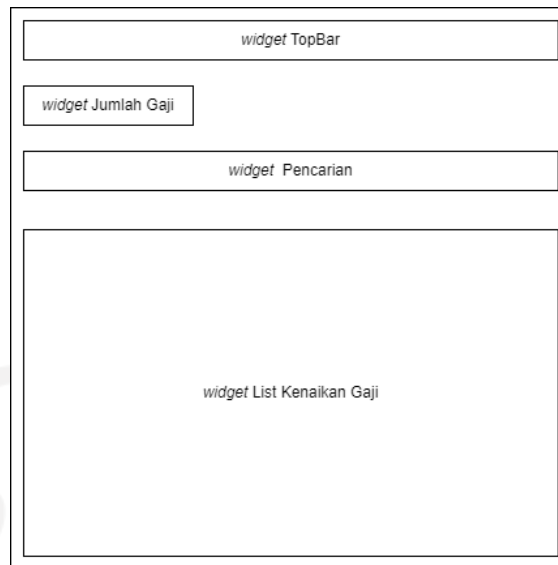 widget TopBar
widget Jumlah Gaji
widget Pencarian
widget List Kenaikan Gaji